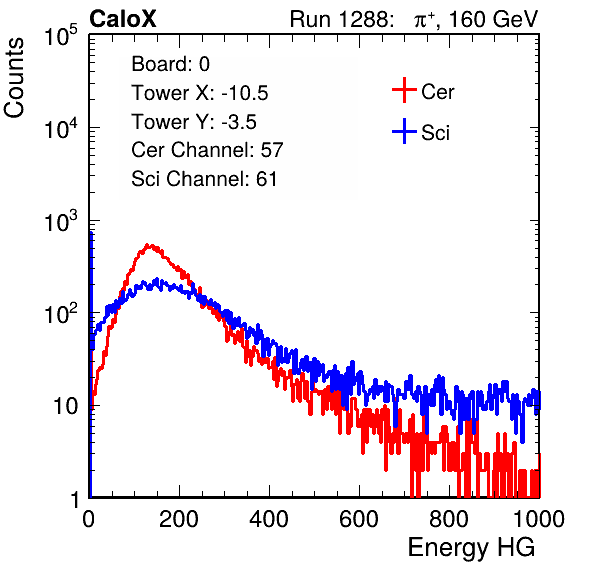 CaloX Run 1288: π⁺, 160 GeV
Counts
10⁵
10⁴
10³
10²
10
1
Board: 0
Tower X: -10.5
Tower Y: -3.5
Cer Channel: 57
Sci Channel: 61
Cer
Sci
0 200 400 600 800 1000
Energy HG